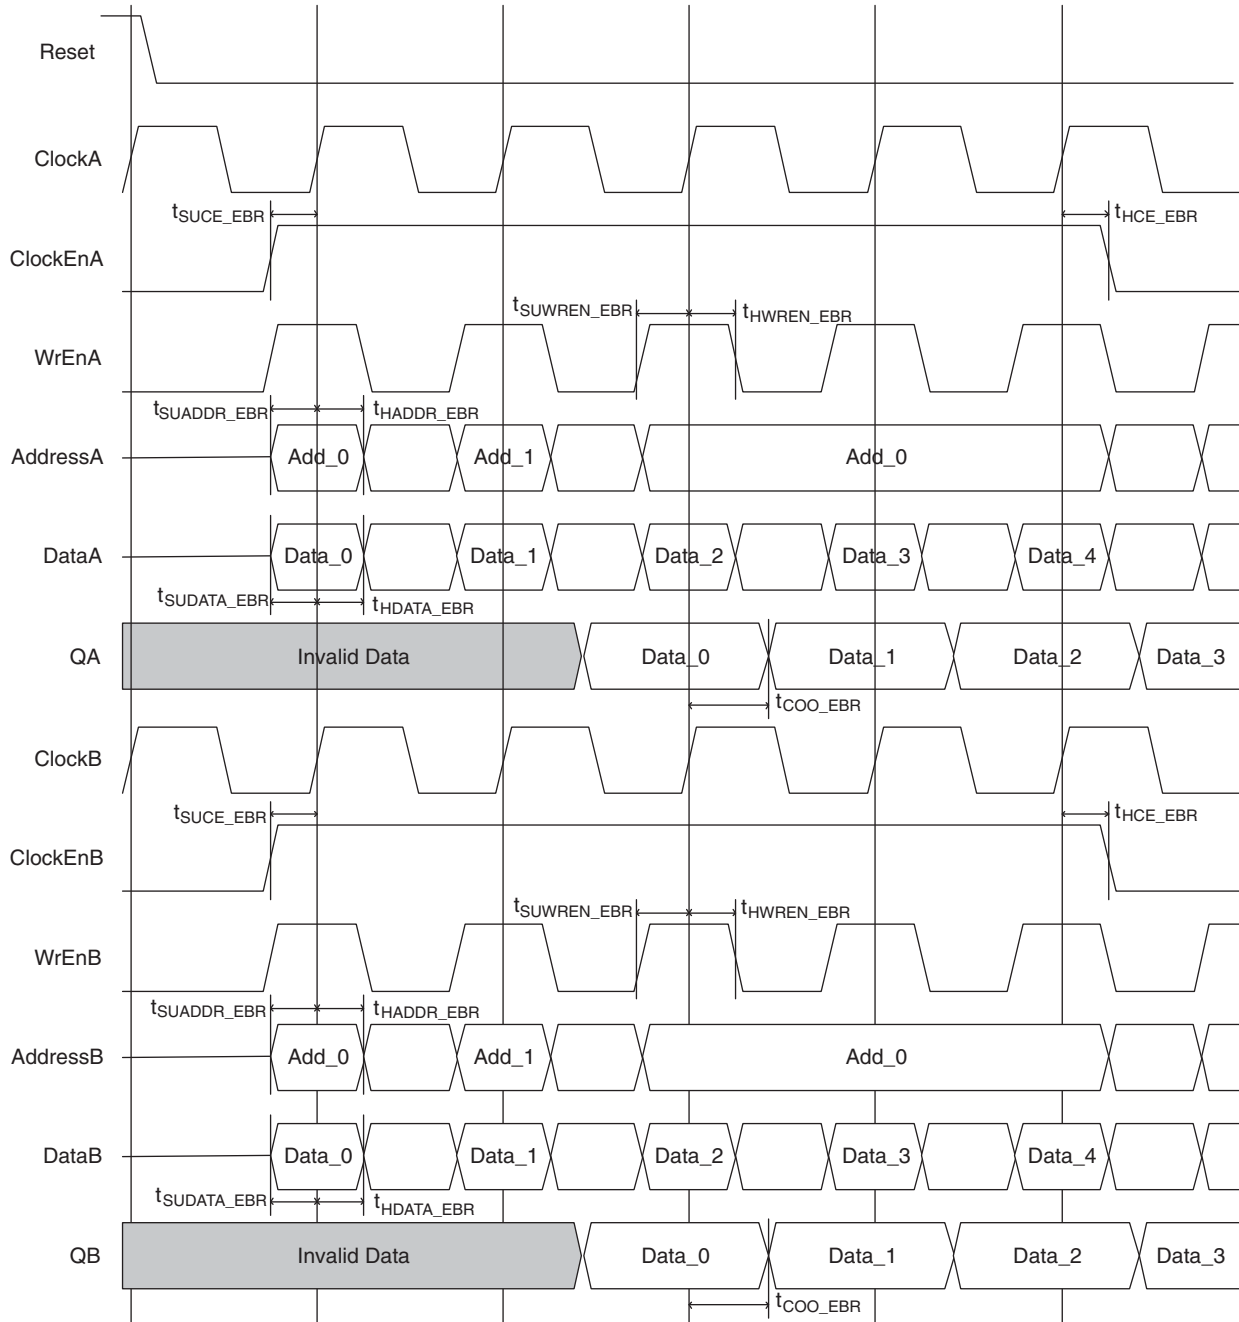 Reset
ClockA
tSUCE_EBR tHCE_EBR
ClockEnA
tSUWREN_EBR tHWREN_EBR
WrEnA
tSUADDR_EBR tHADDR_EBR
AddressA Add_0 Add_1 Add_0
DataA Data_0 Data_1 Data_2 Data_3 Data_4
tSUDATA_EBR tHDATA_EBR
QA Invalid Data Data_0 Data_1 Data_2 Data_3
tCOO_EBR
ClockB
tSUCE_EBR tHCE_EBR
ClockEnB
tSUWREN_EBR tHWREN_EBR
WrEnB
tSUADDR_EBR tHADDR_EBR
AddressB Add_0 Add_1 Add_0
DataB Data_0 Data_1 Data_2 Data_3 Data_4
tSUDATA_EBR tHDATA_EBR
QB Invalid Data Data_0 Data_1 Data_2 Data_3
tCOO_EBR